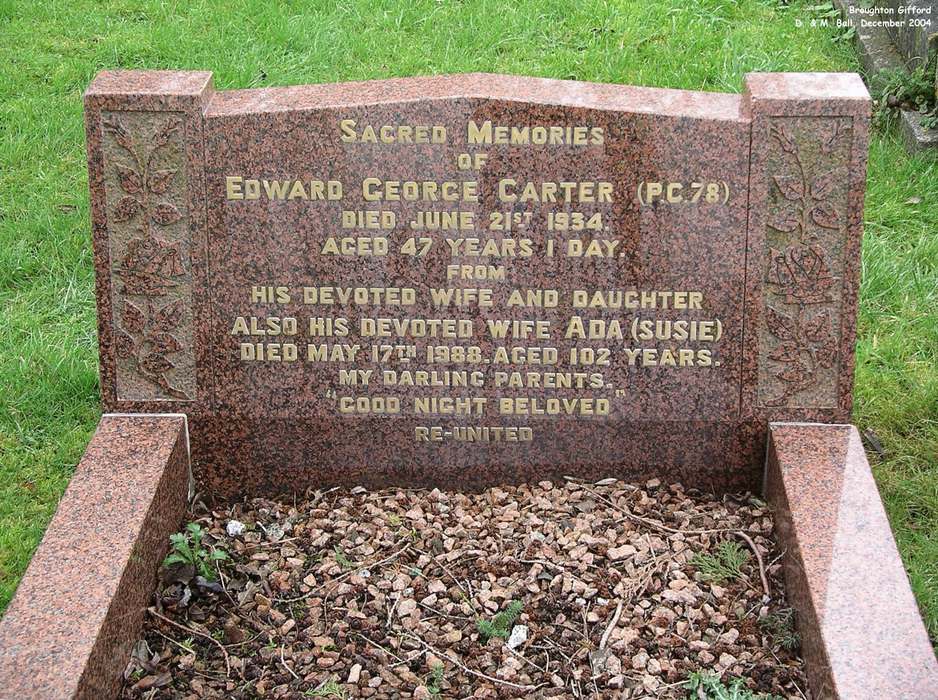 Broughton Gifford
D. & M. Ball, December 2004
SACRED MEMORIES
OF
EDWARD GEORGE CARTER (P.C.78)
DIED JUNE 21ST 1934.
AGED 47 YEARS 1 DAY.
FROM
HIS DEVOTED WIFE AND DAUGHTER
ALSO HIS DEVOTED WIFE ADA (SUSIE)
DIED MAY 17TH 1988. AGED 102 YEARS.
MY DARLING PARENTS.
"GOOD NIGHT BELOVED"
RE-UNITED